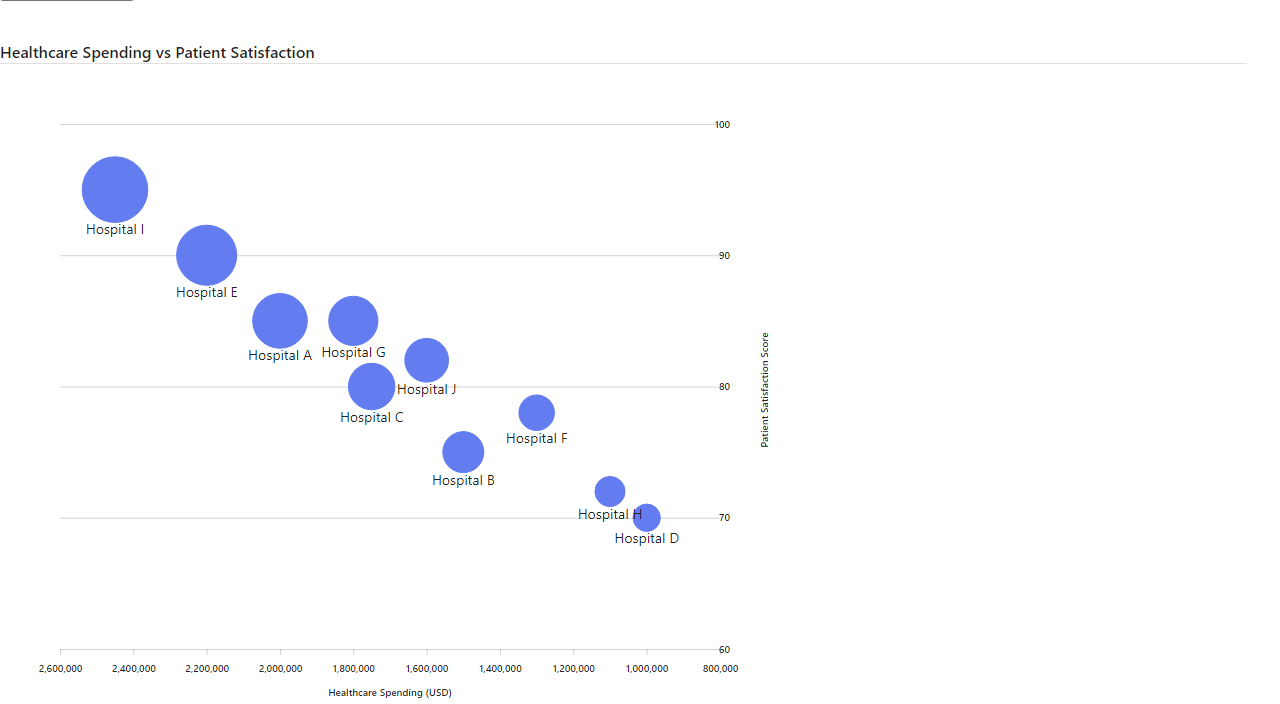 Healthcare Spending vs Patient Satisfaction
100
Hospital I
90
Hospital E
Hospital A
Hospital G
Hospital J
80
Hospital C
Patient Satisfaction Score
Hospital F
Hospital B
Hospital H
70
Hospital D
60
2,600,000 2,400,000 2,200,000 2,000,000 1,800,000 1,600,000 1,400,000 1,200,000 1,000,000 800,000
Healthcare Spending (USD)